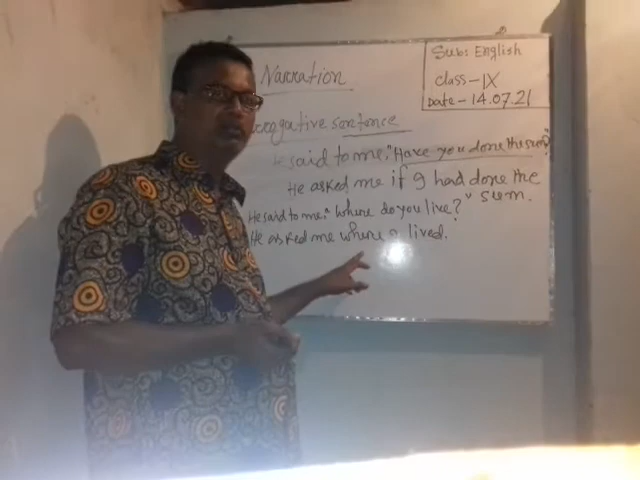 Narration
Sub: English
class-IX
Date-14.07.21
rrogative sentence
He said to me, "Have you done the sum?"
He asked me if I had done the
sum.
He said to me, "Where do you live?"
He asked me where I lived.